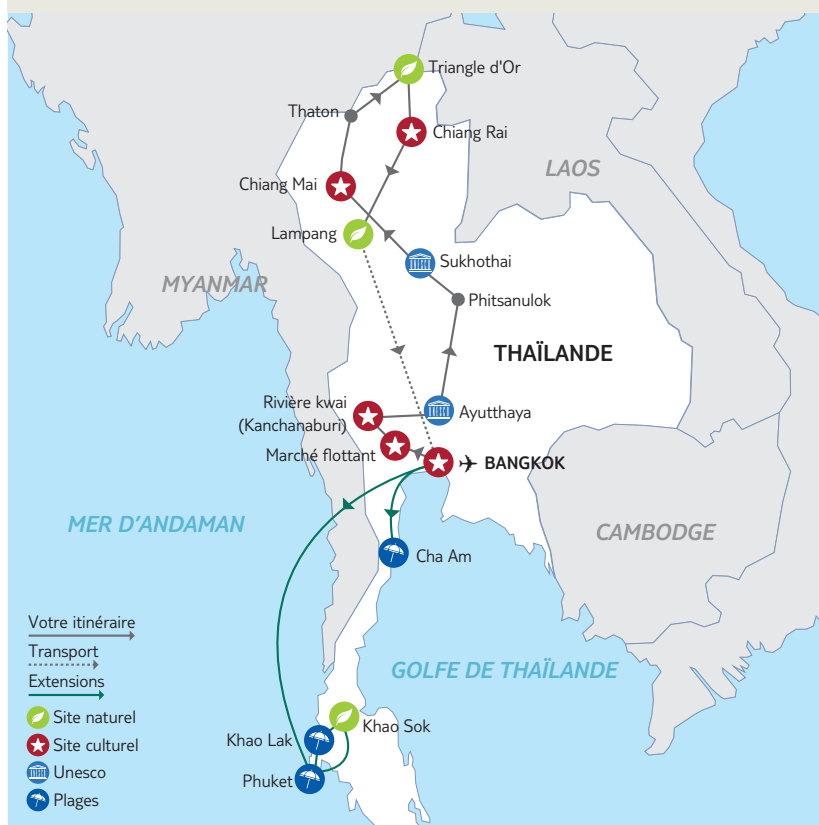 Triangle d'Or
Thaton
Chiang Rai
LAOS
Chiang Mai
Lampang
Sukhothai
MYANMAR
Phitsanulok
THAÏLANDE
Rivière kwai
(Kanchanaburi)
UNESCO
Ayutthaya
Marché flottant
BANGKOK
MER D'ANDAMAN
CAMBODGE
Cha Am
Votre itinéraire
Transport
GOLFE DE THAÏLANDE
Extensions
Site naturel
Khao Sok
Site culturel
Khao Lak
Unesco
Phuket
Plages